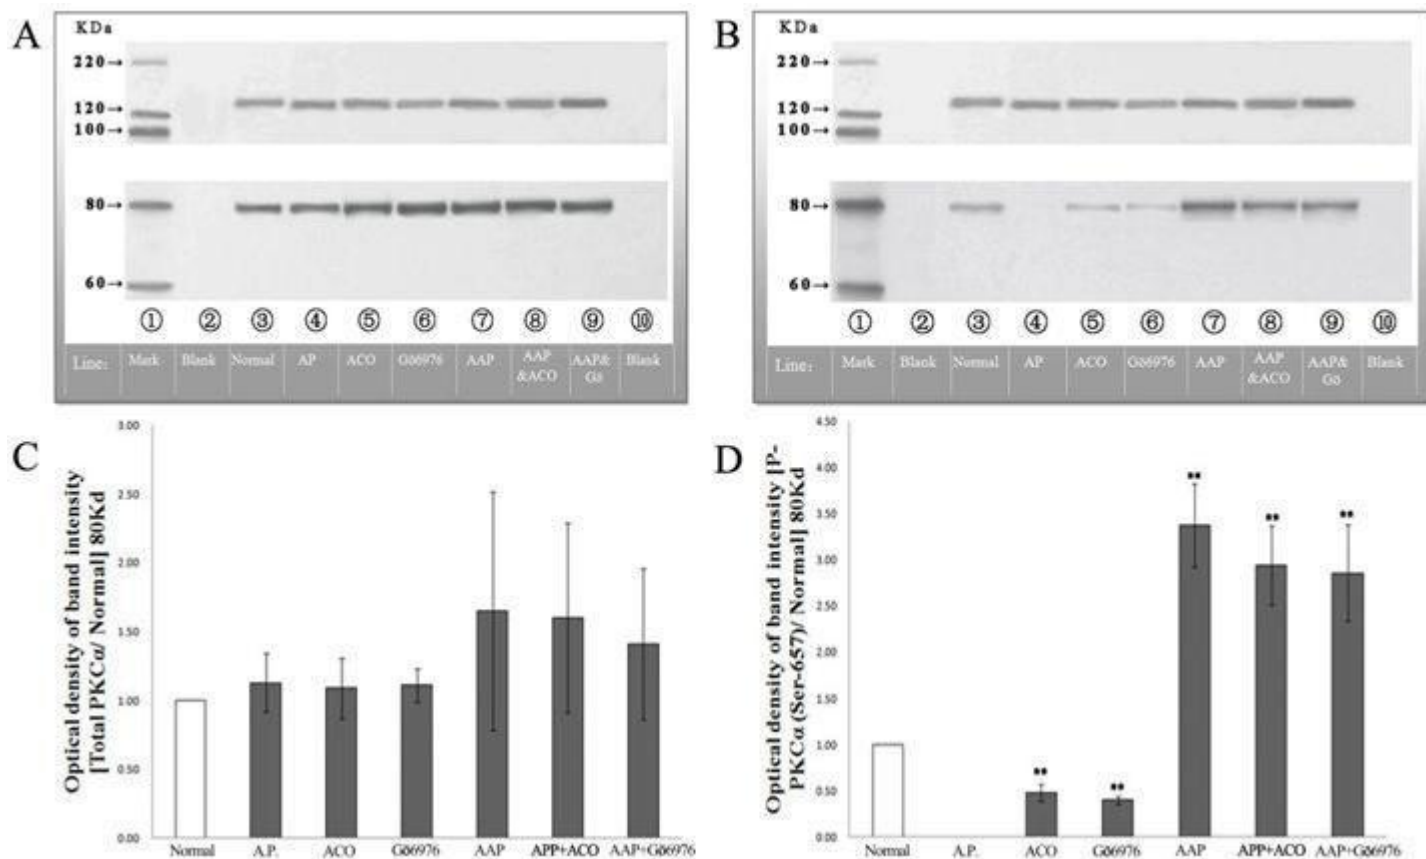 A
KDa
220→
120→
100→
80→
60→
① ② ③ ④ ⑤ ⑥ ⑦ ⑧ ⑨ ⑩
Line: Mark Blank Normal AP ACO Gö6976 AAP AAP &ACO AAP& Gö Blank
B
KDa
220→
120→
100→
80→
60→
① ② ③ ④ ⑤ ⑥ ⑦ ⑧ ⑨ ⑩
Line: Mark Blank Normal AP ACO Gö6976 AAP AAP &ACO AAP& Gö Blank
C
Optical density of band intensity
[Total PKCα/ Normal] 80Kd
3.00
2.50
2.00
1.50
1.00
0.50
0.00
Normal A.P. ACO Gö6976 AAP APP+ACO AAP+Gö6976
D
Optical density of band intensity [P-
PKCα (Ser-657)/ Normal] 80Kd
4.50
4.00
3.50
3.00
2.50
2.00
1.50
1.00
0.50
0.00
** ** ** ** **
Normal A.P. ACO Gö6976 AAP APP+ACO AAP+Gö6976